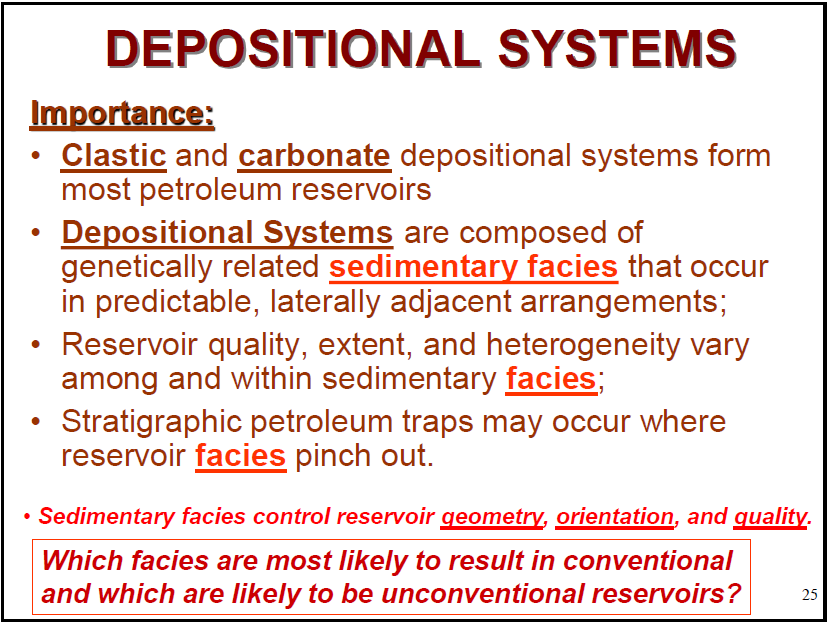 DEPOSITIONAL SYSTEMS
Importance:
• Clastic and carbonate depositional systems form
most petroleum reservoirs
• Depositional Systems are composed of
genetically related sedimentary facies that occur
in predictable, laterally adjacent arrangements;
• Reservoir quality, extent, and heterogeneity vary
among and within sedimentary facies;
• Stratigraphic petroleum traps may occur where
reservoir facies pinch out.
• Sedimentary facies control reservoir geometry, orientation, and quality.
Which facies are most likely to result in conventional
and which are likely to be unconventional reservoirs?
25